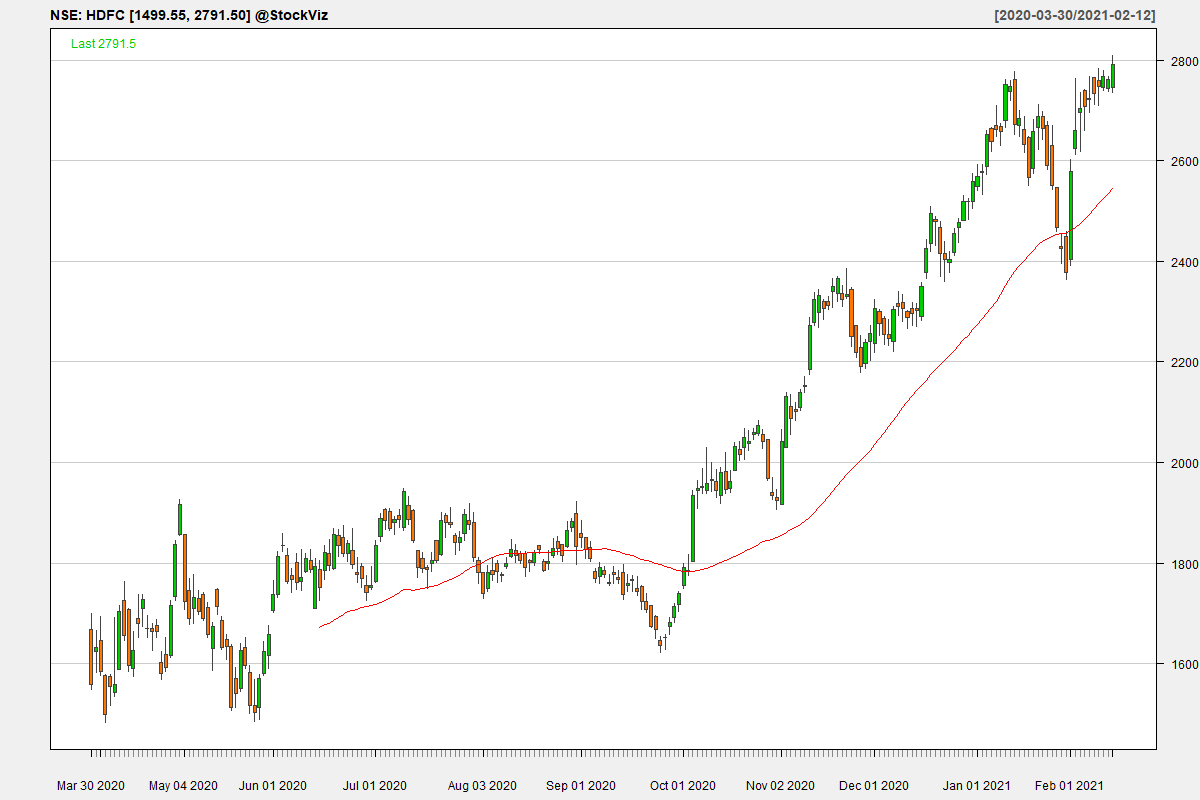 NSE: HDFC [1499.55, 2791.50] @StockViz [2020-03-30/2021-02-12]
Last 2791.5
2800
2600
2400
2200
2000
1800
1600
Mar 30 2020 May 04 2020 Jun 01 2020 Jul 01 2020 Aug 03 2020 Sep 01 2020 Oct 01 2020 Nov 02 2020 Dec 01 2020 Jan 01 2021 Feb 01 2021